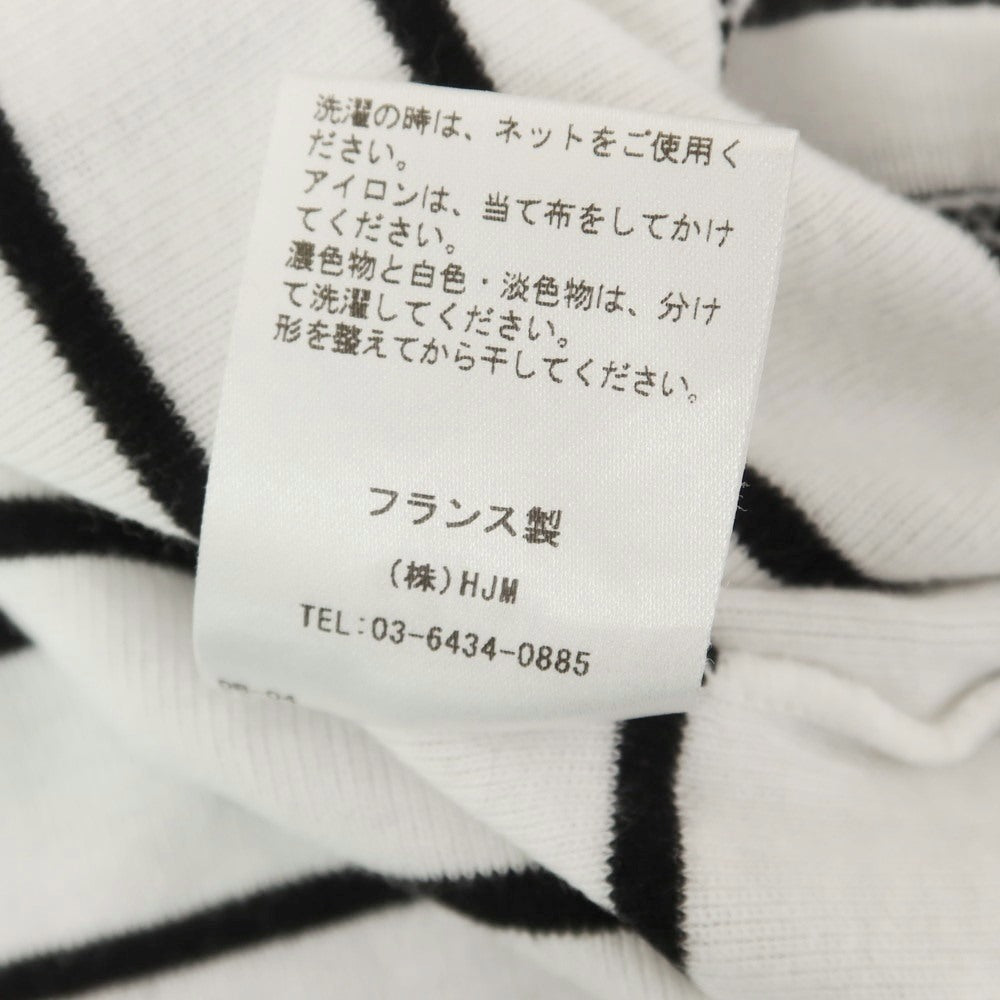 洗濯の時は、ネットをご使用く
ださい。
アイロンは、当て布をしてかけ
てください。
濃色物と白色・淡色物は、分け
て洗濯してください。
形を整えてから干してください。
フランス製
(株)HJM
TEL:03-6434-0885